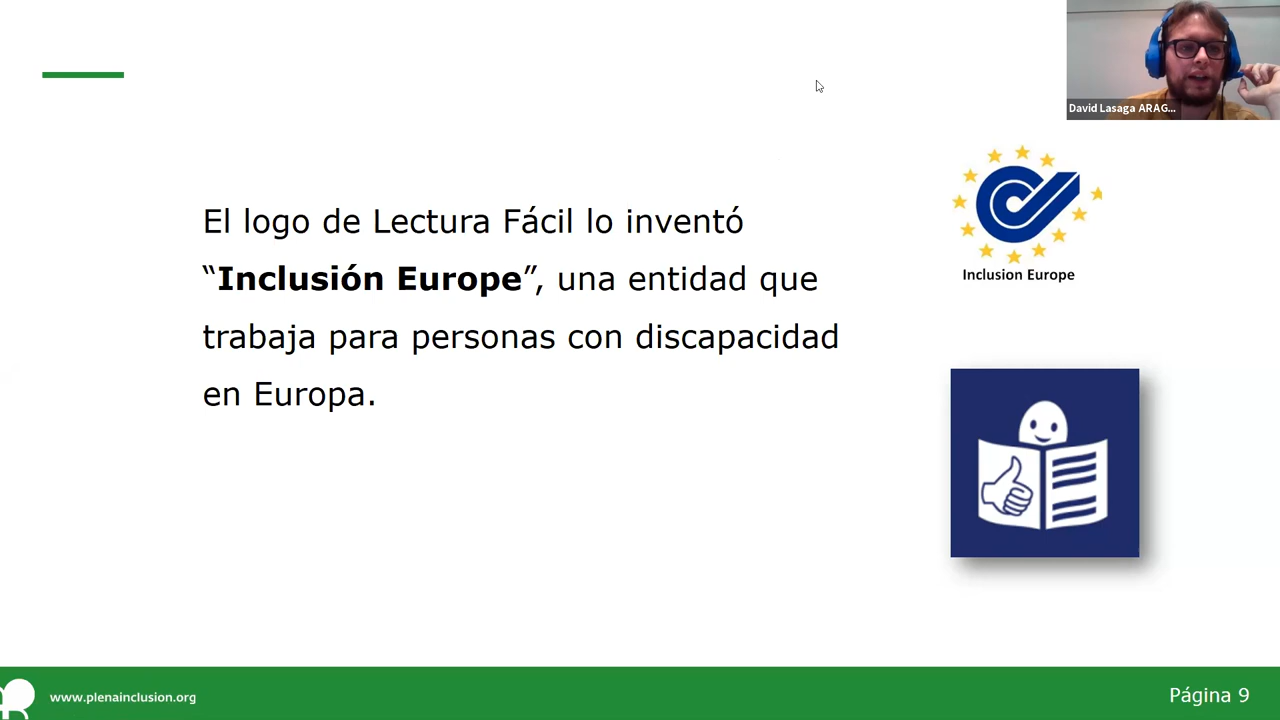 David Lasaga ARAG...
El logo de Lectura Fácil lo inventó
“Inclusión Europe”, una entidad que
trabaja para personas con discapacidad
en Europa.
Inclusion Europe
www.plenainclusion.org
Página 9